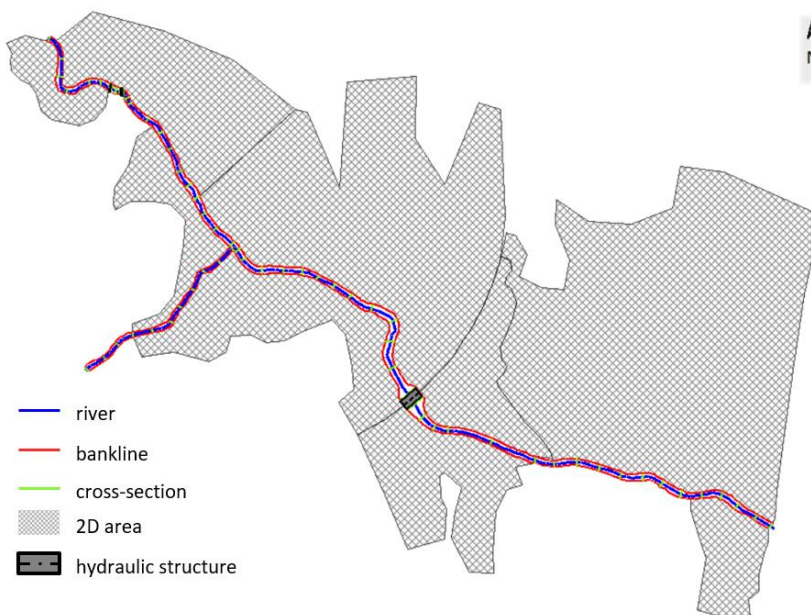 river
bankline
cross-section
2D area
hydraulic structure